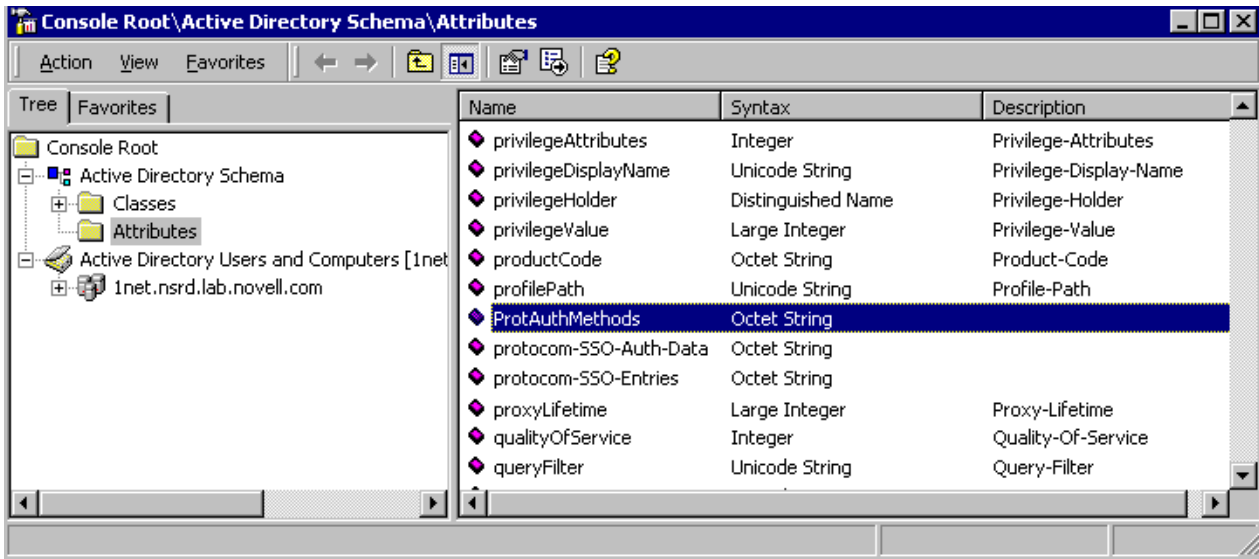 Console Root\Active Directory Schema\Attributes
Action View Favorites
Tree Favorites
Console Root
Active Directory Schema
Classes
Attributes
Active Directory Users and Computers [1net
1net.nsrd.lab.novell.com
Name Syntax Description
privilegeAttributes Integer Privilege-Attributes
privilegeDisplayName Unicode String Privilege-Display-Name
privilegeHolder Distinguished Name Privilege-Holder
privilegeValue Large Integer Privilege-Value
productCode Octet String Product-Code
profilePath Unicode String Profile-Path
ProtAuthMethods Octet String
protocom-SSO-Auth-Data Octet String
protocom-SSO-Entries Octet String
proxyLifetime Large Integer Proxy-Lifetime
qualityOfService Integer Quality-Of-Service
queryFilter Unicode String Query-Filter